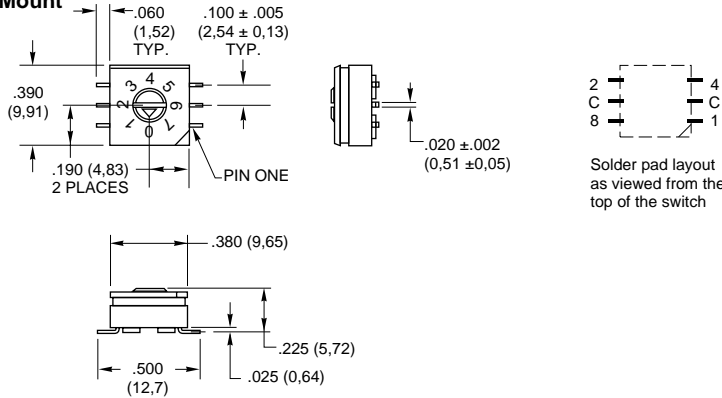 Mount
.060
(1,52)
TYP.
.100 ± .005
(2,54 ± 0,13)
TYP.
.390
(9,91)
0 1 2 3 4 5 6 7
.190 (4,83)
2 PLACES
PIN ONE
.020 ±.002
(0,51 ±0,05)
2 4
C C
8 1
Solder pad layout
as viewed from the
top of the switch
.380 (9,65)
.225 (5,72)
.500
(12,7)
.025 (0,64)